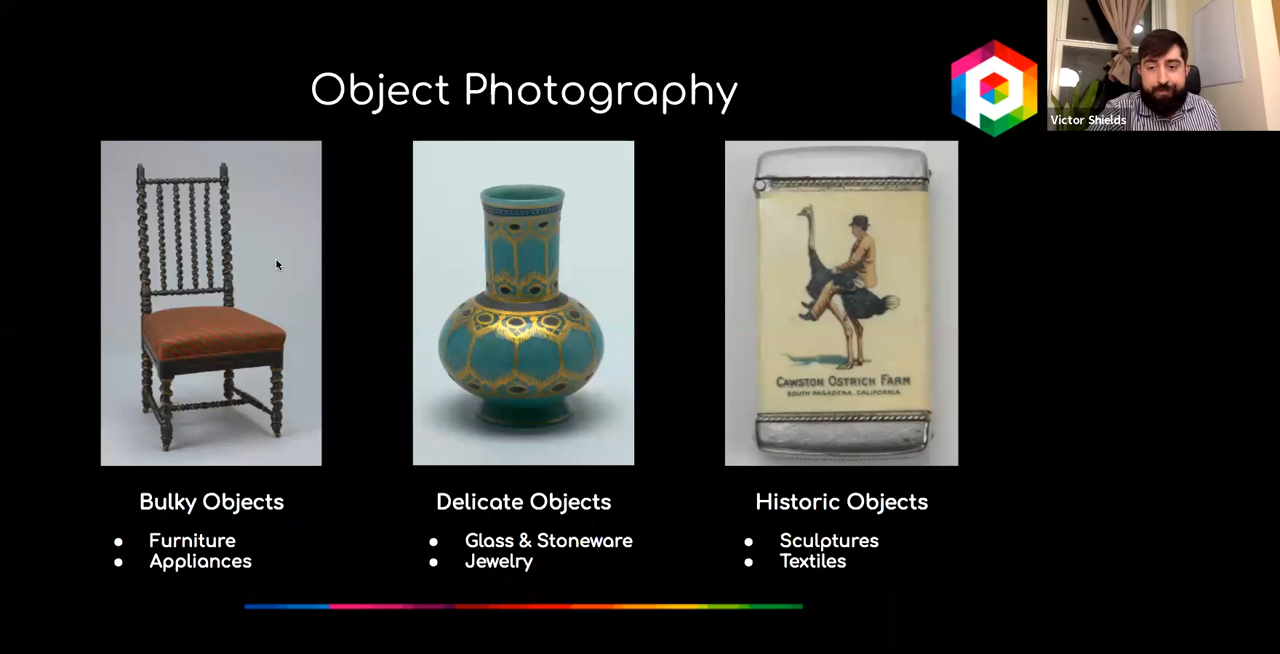 Object Photography
Victor Shields
CAWSTON OSTRICH FARM
SOUTH PASADENA, CALIFORNIA.
Bulky Objects
● Furniture
● Appliances
Delicate Objects
● Glass & Stoneware
● Jewelry
Historic Objects
● Sculptures
● Textiles